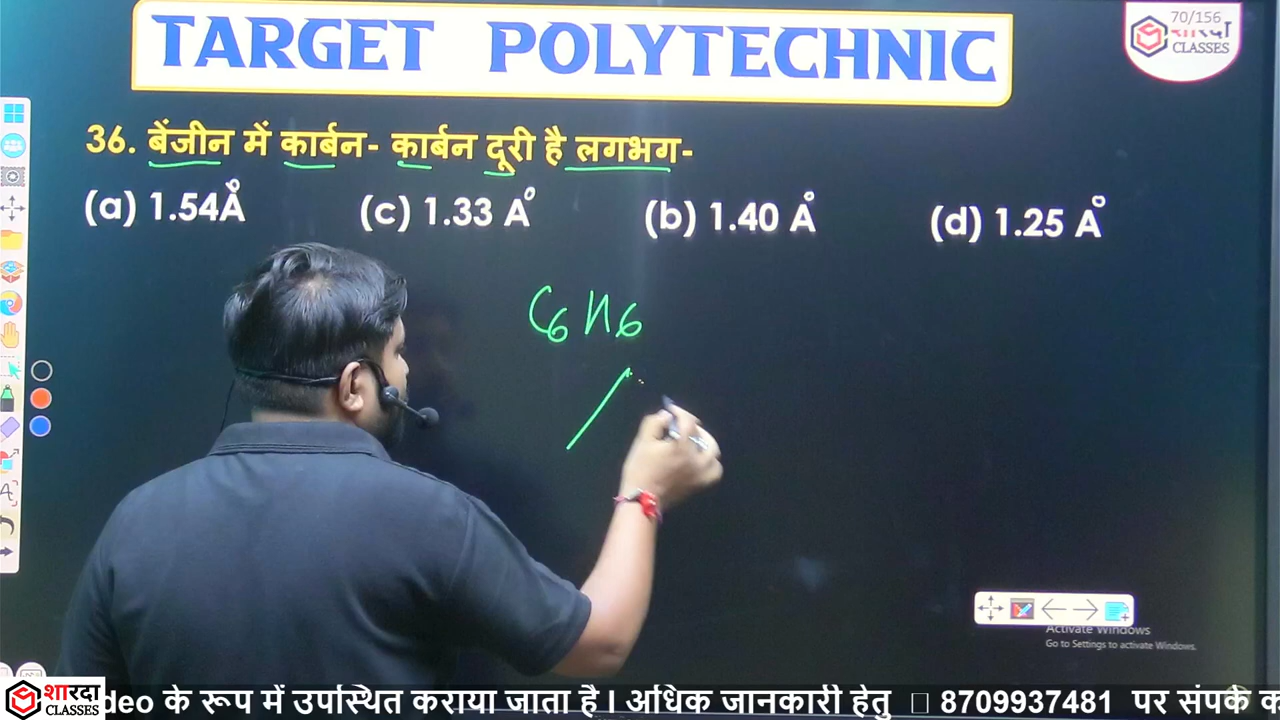 TARGET POLYTECHNIC
70/156
शारदा
CLASSES
36. बेंजीन में कार्बन- कार्बन दूरी है लगभग-
(a) 1.54Å (c) 1.33 Å (b) 1.40 Å (d) 1.25 Å
C6H6
Activate Windows
Go to Settings to activate Windows.
शारदा
CLASSES
deo के रूप में उपस्थित कराया जाता है l अधिक जानकारी हेतु 8709937481 पर संपर्क